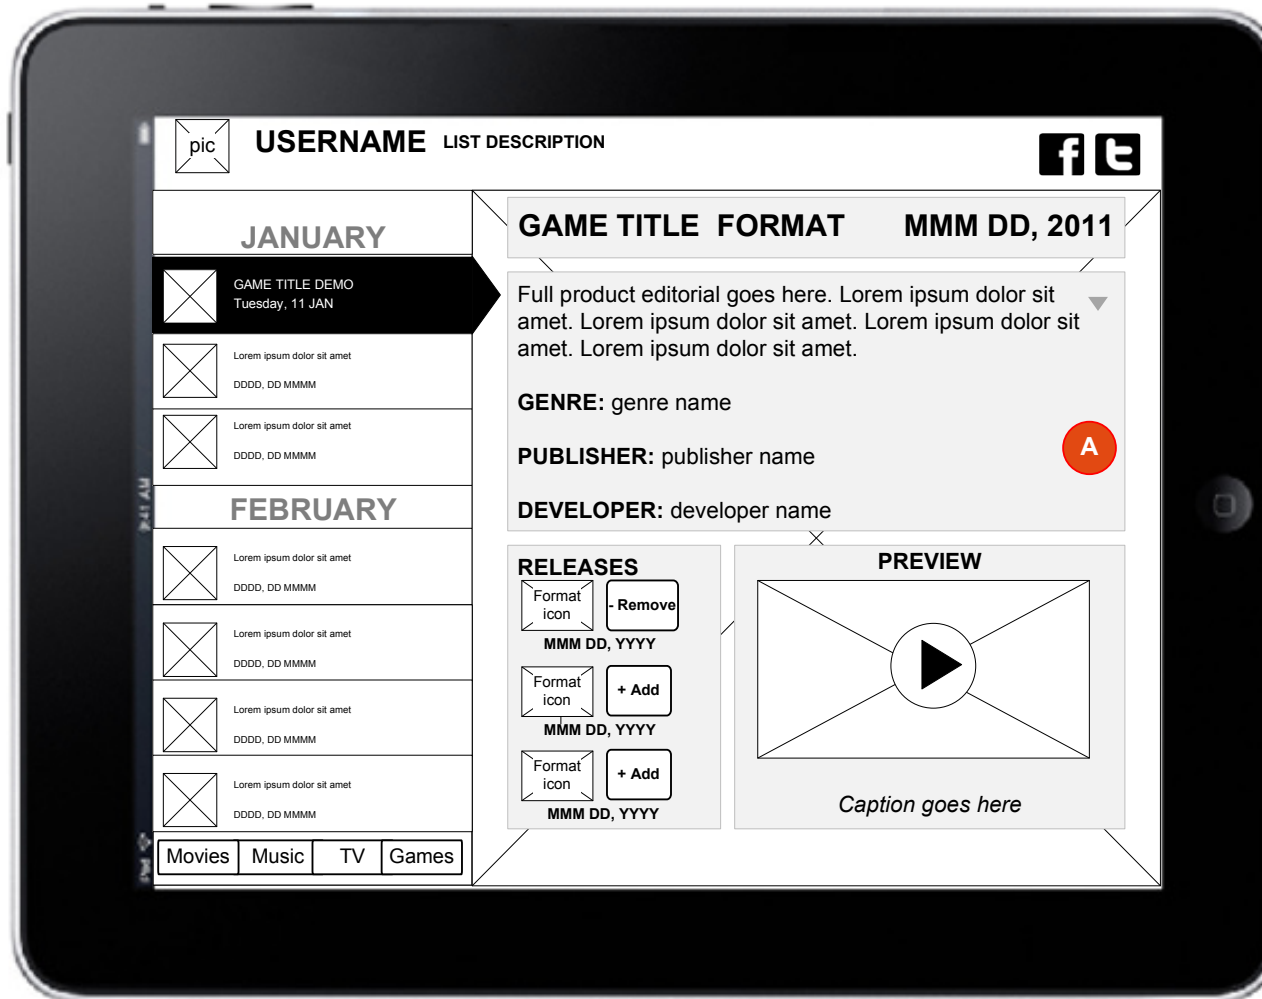 pic
USERNAME LIST DESCRIPTION
f t
JANUARY
GAME TITLE DEMO
Tuesday, 11 JAN
Lorem ipsum dolor sit amet
DDDD, DD MMMM
Lorem ipsum dolor sit amet
DDDD, DD MMMM
FEBRUARY
Lorem ipsum dolor sit amet
DDDD, DD MMMM
Lorem ipsum dolor sit amet
DDDD, DD MMMM
Lorem ipsum dolor sit amet
DDDD, DD MMMM
Lorem ipsum dolor sit amet
DDDD, DD MMMM
Movies Music TV Games
GAME TITLE FORMAT MMM DD, 2011
Full product editorial goes here. Lorem ipsum dolor sit
amet. Lorem ipsum dolor sit amet. Lorem ipsum dolor sit
amet. Lorem ipsum dolor sit amet.
GENRE: genre name
A
PUBLISHER: publisher name
DEVELOPER: developer name
RELEASES
Format
icon
- Remove
MMM DD, YYYY
Format
icon
+ Add
MMM DD, YYYY
Format
icon
+ Add
MMM DD, YYYY
PREVIEW
Caption goes here
9:41 AM
iPad